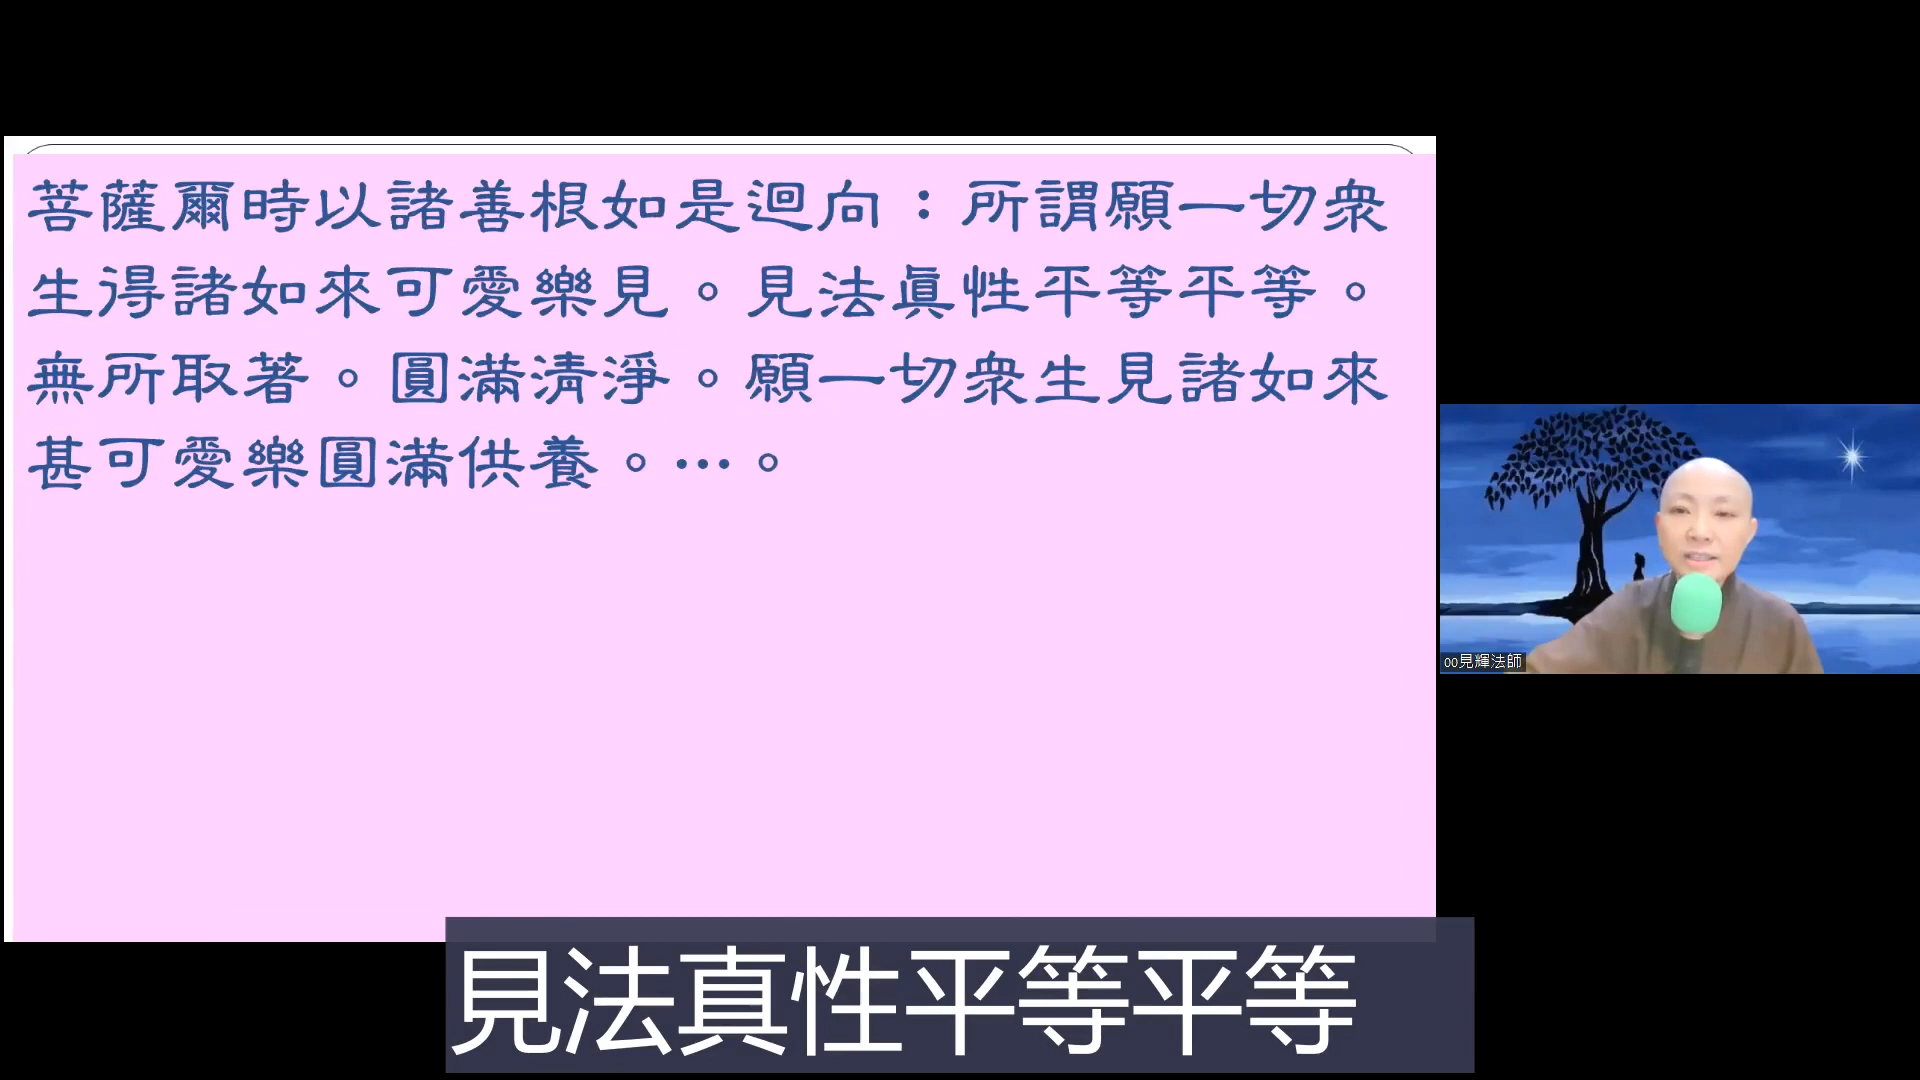 菩薩爾時以諸善根如是迴向：所謂願一切衆
生得諸如來可愛樂見。見法眞性平等平等。
無所取著。圓滿清淨。願一切衆生見諸如來
甚可愛樂圓滿供養。…。
oo見輝法師
見法真性平等平等